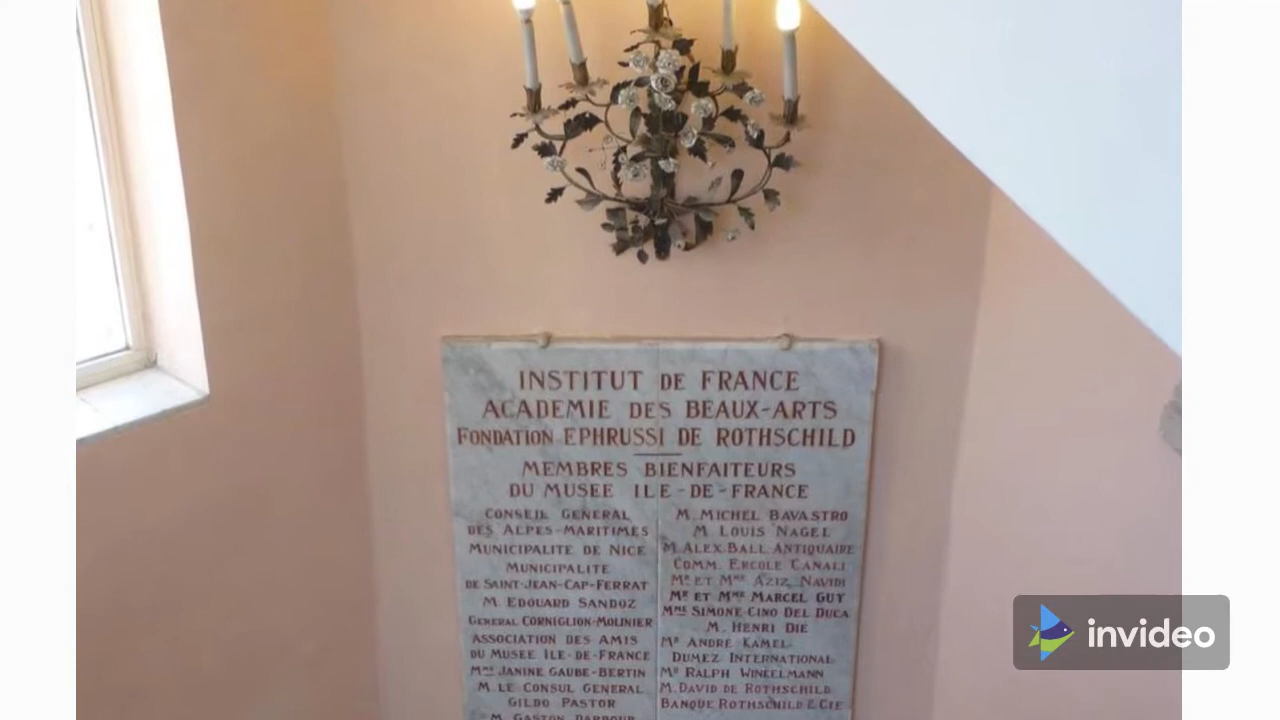 INSTITUT DE FRANCE
ACADEMIE DES BEAUX-ARTS
FONDATION EPHRUSSI DE ROTHSCHILD
MEMBRES BIENFAITEURS
DU MUSEE ILE-DE-FRANCE
CONSEIL GENERAL
DES ALPES-MARITIMES
MUNICIPALITE DE NICE
MUNICIPALITE
DE SAINT-JEAN-CAP-FERRAT
M. EDOUARD SANDOZ
GENERAL CORNIGLION-MOLINIER
ASSOCIATION DES AMIS
DU MUSEE ILE-DE-FRANCE
MME JANINE GAUBE-BERTIN
M. LE CONSUL GENERAL
GILDO PASTOR
M. GASTON DARBOUR
M. MICHEL BAVASTRO
M. LOUIS NAGEL
M. ALEX. BALL ANTIQUAIRE
COMM. ERCOLE CANALI
MR ET MME AZIZ NAVIDI
MR ET MME MARCEL GUY
MME SIMONE CINO DEL DUCA
M. HENRI DIE
MR ANDRE KAMEL
DUMEZ INTERNATIONAL
MR RALPH WINKELMANN
M. DAVID DE ROTHSCHILD
BANQUE ROTHSCHILD & CIE
invideo